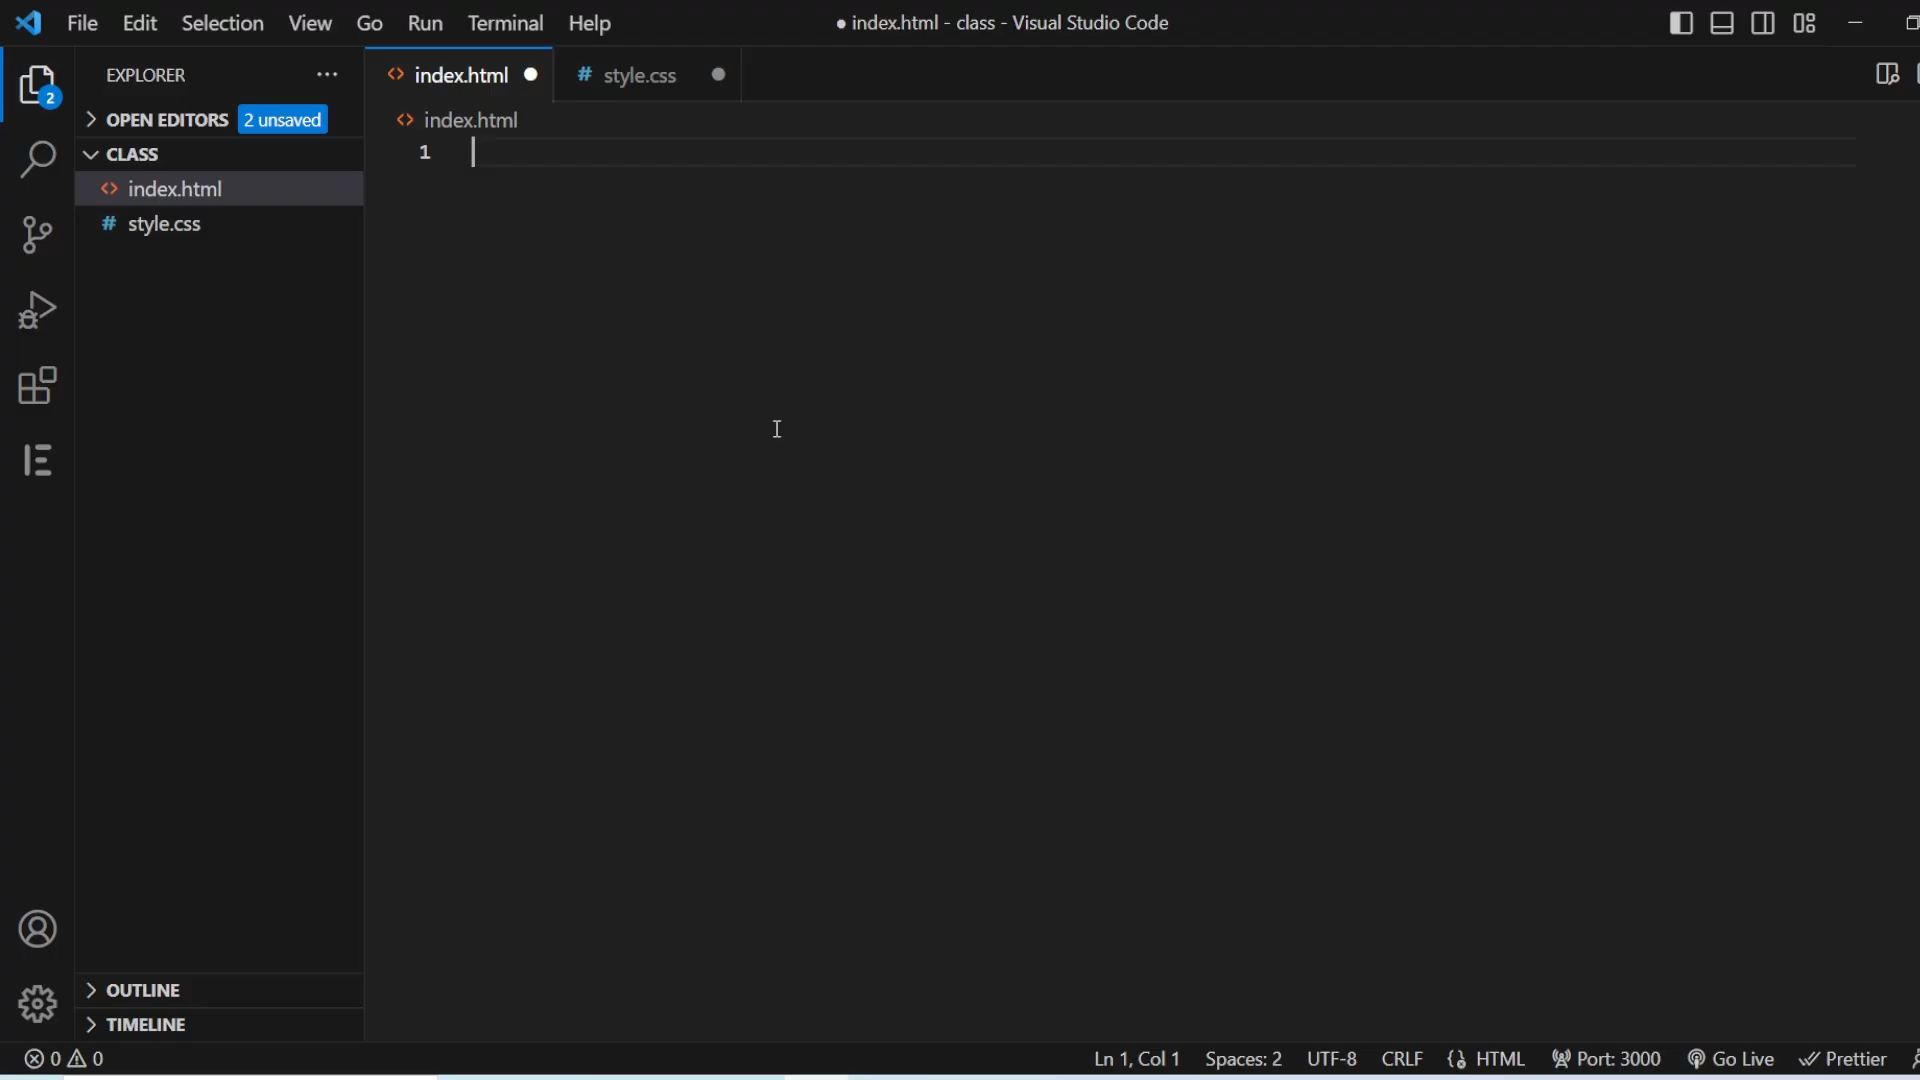 File Edit Selection View Go Run Terminal Help
● index.html - class - Visual Studio Code
EXPLORER
index.html
# style.css
2
OPEN EDITORS 2 unsaved
index.html
CLASS
1
index.html
# style.css
OUTLINE
TIMELINE
0 0
Ln 1, Col 1 Spaces: 2 UTF-8 CRLF HTML Port: 3000 Go Live Prettier